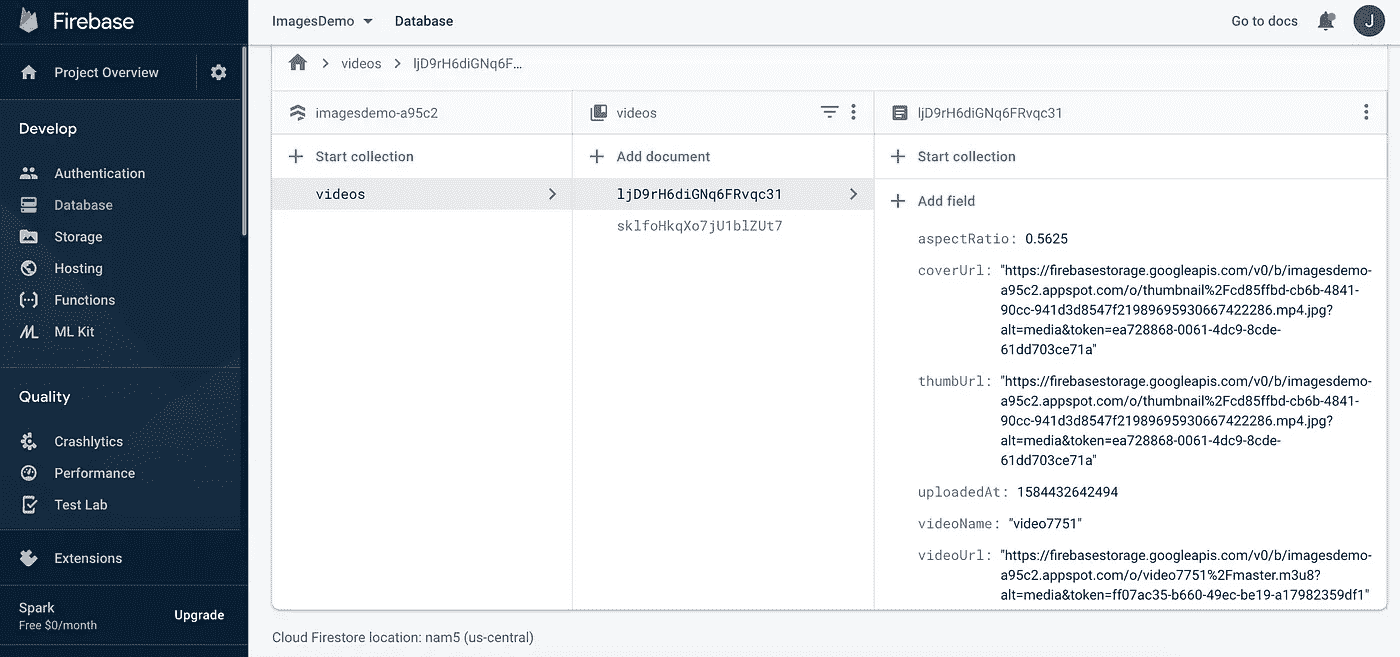 Firebase
Project Overview
Develop
Authentication
Database
Storage
Hosting
Functions
ML Kit
Quality
Crashlytics
Performance
Test Lab
Extensions
Spark
Free $0/month
Upgrade
ImagesDemo
Database
Go to docs
J
videos
ljD9rH6diGNq6F...
imagesdemo-a95c2
Start collection
videos
videos
Add document
ljD9rH6diGNq6FRvqc31
sklfoHkqXo7jU1blZUt7
ljD9rH6diGNq6FRvqc31
Start collection
Add field
aspectRatio: 0.5625
coverUrl: "https://firebasestorage.googleapis.com/v0/b/imagesdemo-
a95c2.appspot.com/o/thumbnail%2Fcd85ffbd-cb6b-4841-
90cc-941d3d8547f21989695930667422286.mp4.jpg?
alt=media&token=ea728868-0061-4dc9-8cde-
61dd703ce71a"
thumbUrl: "https://firebasestorage.googleapis.com/v0/b/imagesdemo-
a95c2.appspot.com/o/thumbnail%2Fcd85ffbd-cb6b-4841-
90cc-941d3d8547f21989695930667422286.mp4.jpg?
alt=media&token=ea728868-0061-4dc9-8cde-
61dd703ce71a"
uploadedAt: 1584432642494
videoName: "video7751"
videoUrl: "https://firebasestorage.googleapis.com/v0/b/imagesdemo-
a95c2.appspot.com/o/video7751%2Fmaster.m3u8?
alt=media&token=ff07ac35-b660-49ec-be19-a17982359df1"
Cloud Firestore location: nam5 (us-central)